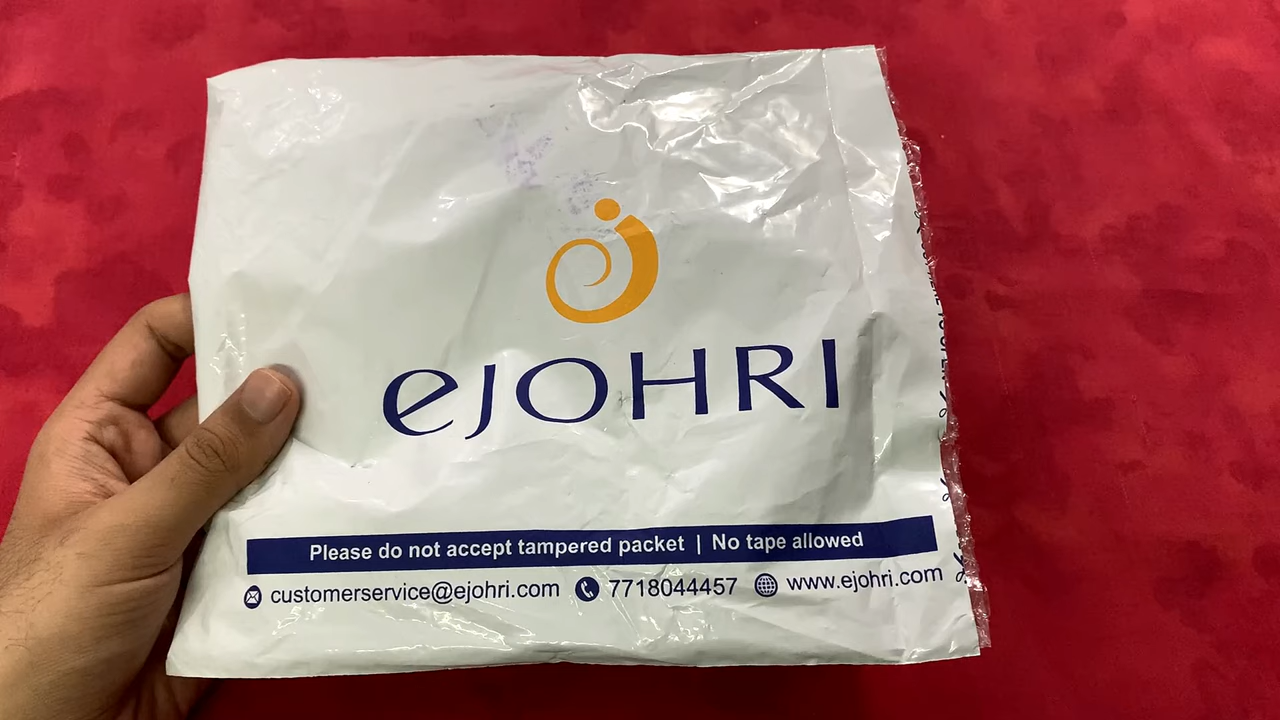 eJOHRI
Please do not accept tampered packet | No tape allowed
customerservice@ejohri.com 7718044457 www.ejohri.com